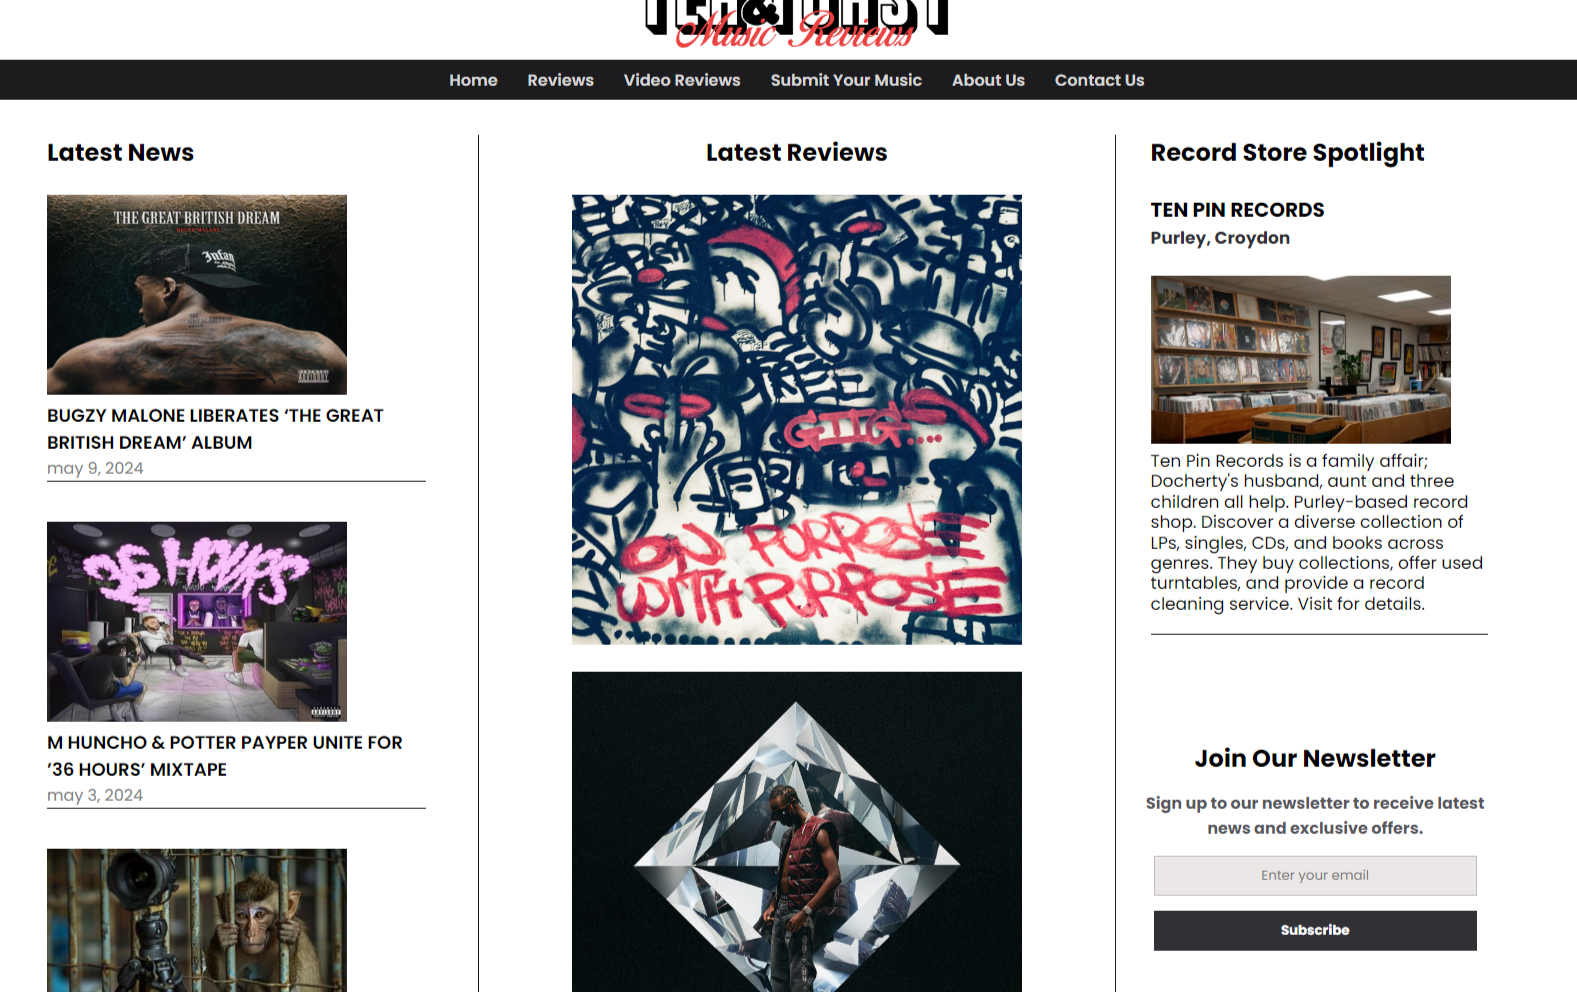 TEA&TOAST
Music Reviews
Home Reviews Video Reviews Submit Your Music About Us Contact Us
Latest News
THE GREAT BRITISH DREAM
BUGZY MALONE LIBERATES ‘THE GREAT
BRITISH DREAM’ ALBUM
may 9, 2024
36 HOURS
M HUNCHO & POTTER PAYPER UNITE FOR
’36 HOURS’ MIXTAPE
may 3, 2024
Latest Reviews
FREE
GIIGS....
ON PURPOSE
WITH PURPOSE
Record Store Spotlight
TEN PIN RECORDS
Purley, Croydon
Ten Pin Records is a family affair;
Docherty's husband, aunt and three
children all help. Purley-based record
shop. Discover a diverse collection of
LPs, singles, CDs, and books across
genres. They buy collections, offer used
turntables, and provide a record
cleaning service. Visit for details.
Join Our Newsletter
Sign up to our newsletter to receive latest
news and exclusive offers.
Enter your email
Subscribe